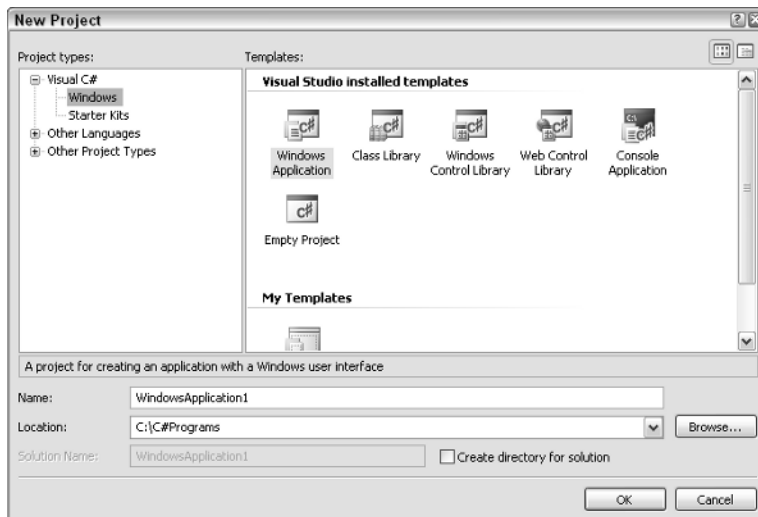 New Project
Project types:
Templates:
Visual C#
Windows
Starter Kits
Other Languages
Other Project Types
Visual Studio installed templates
Windows Application
Class Library
Windows Control Library
Web Control Library
Console Application
Empty Project
My Templates
A project for creating an application with a Windows user interface
Name:
WindowsApplication1
Location:
C:\C#Programs
Browse...
Solution Name:
WindowsApplication1
Create directory for solution
OK
Cancel